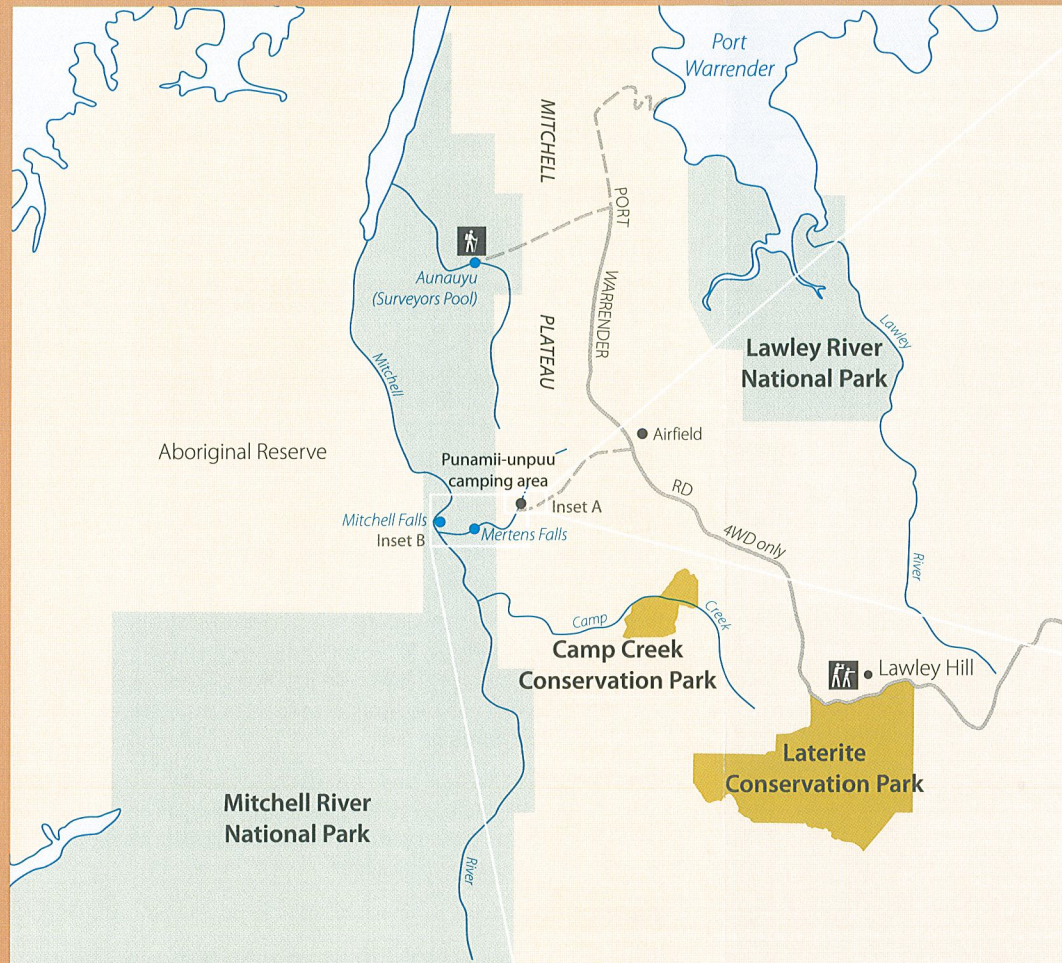 Port
Warrender
MITCHELL
PORT
Aunauyu
(Surveyors Pool)
WARRENDER
PLATEAU
Lawley
Lawley River
National Park
Mitchell
Airfield
Aboriginal Reserve
Punamii-unpuu
camping area
RD
Inset A
Mitchell Falls
Inset B
Mertens Falls
4WD only
River
Camp
Creek
Camp Creek
Conservation Park
Lawley Hill
Laterite
Conservation Park
Mitchell River
National Park
River